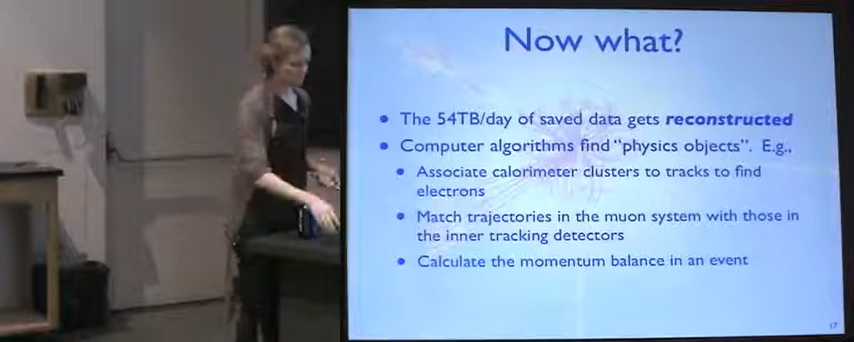 Now what?
• The 54TB/day of saved data gets reconstructed
• Computer algorithms find "physics objects". E.g.,
• Associate calorimeter clusters to tracks to find
electrons
• Match trajectories in the muon system with those in
the inner tracking detectors
• Calculate the momentum balance in an event
17